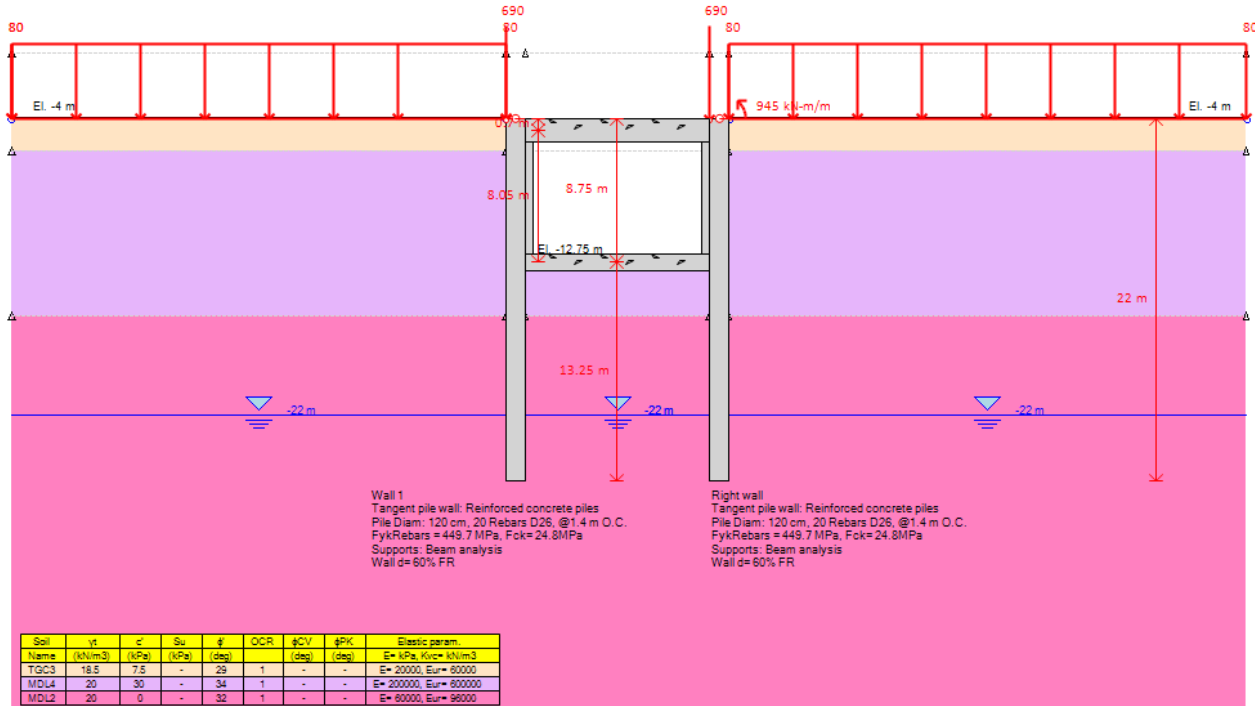 690 690
80 80 80 80
El. -4 m 945 kN-m/m El. -4 m
0.7 m
8.05 m 8.75 m
El. -12.75 m
22 m
13.25 m
-22 m -22 m -22 m
Wall 1
Tangent pile wall: Reinforced concrete piles
Pile Diam: 120 cm, 20 Rebars D26, @1.4 m O.C.
FykRebars = 449.7 MPa, Fck= 24.8MPa
Supports: Beam analysis
Wall d= 60% FR
Right wall
Tangent pile wall: Reinforced concrete piles
Pile Diam: 120 cm, 20 Rebars D26, @1.4 m O.C.
FykRebars = 449.7 MPa, Fck= 24.8MPa
Supports: Beam analysis
Wall d= 60% FR
Soil γt c' Su ϕ' OCR ϕCV ϕPK Elastic param.
Name (kN/m3) (kPa) (kPa) (deg) (deg) (deg) E= kPa, Kvc= kN/m3
TGC3 18.5 7.5 - 29 1 - - E= 20000, Eur= 60000
MDL4 20 30 - 34 1 - - E= 200000, Eur= 600000
MDL2 20 0 - 32 1 - - E= 60000, Eur= 96000